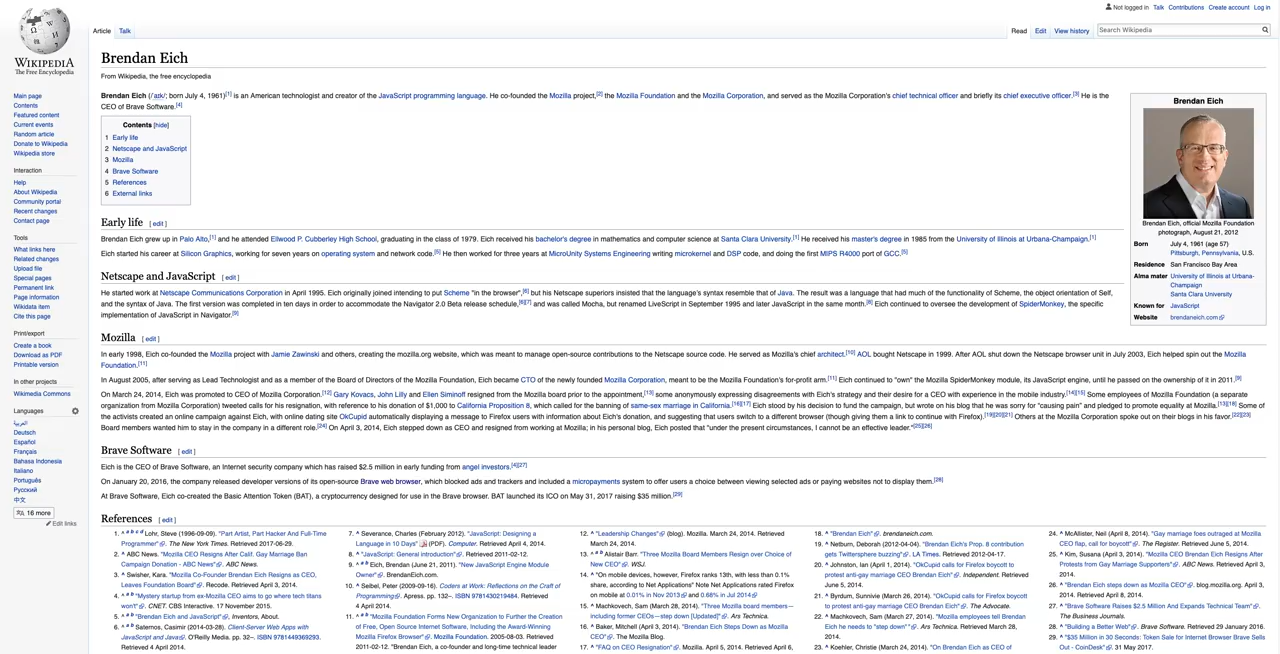 Not logged in Talk Contributions Create account Log in
Article Talk Read Edit View history Search Wikipedia
WIKIPEDIA
The Free Encyclopedia
Main page
Contents
Featured content
Current events
Random article
Donate to Wikipedia
Wikipedia store
Interaction
Help
About Wikipedia
Community portal
Recent changes
Contact page
Tools
What links here
Related changes
Upload file
Special pages
Permanent link
Page information
Wikidata item
Cite this page
Print/export
Create a book
Download as PDF
Printable version
In other projects
Wikimedia Commons
Languages
العربية
Deutsch
Español
Français
Bahasa Indonesia
Italiano
Português
Русский
中文
16 more
Edit links
Brendan Eich
From Wikipedia, the free encyclopedia
Brendan Eich (/ˈaɪk/; born July 4, 1961)[1] is an American technologist and creator of the JavaScript programming language. He co-founded the Mozilla project,[2] the Mozilla Foundation and the Mozilla Corporation, and served as the Mozilla Corporation's chief technical officer and briefly its chief executive officer.[3] He is the
CEO of Brave Software.[4]
Contents [hide]
1 Early life
2 Netscape and JavaScript
3 Mozilla
4 Brave Software
5 References
6 External links
Brendan Eich
Brendan Eich, official Mozilla Foundation
photograph, August 21, 2012
Born July 4, 1961 (age 57)
Pittsburgh, Pennsylvania, U.S.
Residence San Francisco Bay Area
Alma mater University of Illinois at Urbana-
Champaign
Santa Clara University
Known for JavaScript
Website brendaneich.com
Early life [ edit ]
Brendan Eich grew up in Palo Alto,[1] and he attended Ellwood P. Cubberley High School, graduating in the class of 1979. Eich received his bachelor's degree in mathematics and computer science at Santa Clara University.[1] He received his master's degree in 1985 from the University of Illinois at Urbana-Champaign.[1]
Eich started his career at Silicon Graphics, working for seven years on operating system and network code.[5] He then worked for three years at MicroUnity Systems Engineering writing microkernel and DSP code, and doing the first MIPS R4000 port of GCC.[5]
Netscape and JavaScript [ edit ]
He started work at Netscape Communications Corporation in April 1995. Eich originally joined intending to put Scheme "in the browser",[6] but his Netscape superiors insisted that the language's syntax resemble that of Java. The result was a language that had much of the functionality of Scheme, the object orientation of Self,
and the syntax of Java. The first version was completed in ten days in order to accommodate the Navigator 2.0 Beta release schedule,[6][7] and was called Mocha, but renamed LiveScript in September 1995 and later JavaScript in the same month.[8] Eich continued to oversee the development of SpiderMonkey, the specific
implementation of JavaScript in Navigator.[9]
Mozilla [ edit ]
In early 1998, Eich co-founded the Mozilla project with Jamie Zawinski and others, creating the mozilla.org website, which was meant to manage open-source contributions to the Netscape source code. He served as Mozilla's chief architect.[10] AOL bought Netscape in 1999. After AOL shut down the Netscape browser unit in July 2003, Eich helped spin out the Mozilla
Foundation.[11]
In August 2005, after serving as Lead Technologist and as a member of the Board of Directors of the Mozilla Foundation, Eich became CTO of the newly founded Mozilla Corporation, meant to be the Mozilla Foundation's for-profit arm.[11] Eich continued to "own" the Mozilla SpiderMonkey module, its JavaScript engine, until he passed on the ownership of it in 2011.[9]
On March 24, 2014, Eich was promoted to CEO of Mozilla Corporation.[12] Gary Kovacs, John Lilly and Ellen Siminoff resigned from the Mozilla board prior to the appointment,[13] some anonymously expressing disagreements with Eich's strategy and their desire for a CEO with experience in the mobile industry.[14][15] Some employees of Mozilla Foundation (a separate
organization from Mozilla Corporation) tweeted calls for his resignation, with reference to his donation of $1,000 to California Proposition 8, which called for the banning of same-sex marriage in California.[16][17] Eich stood by his decision to fund the campaign, but wrote on his blog that he was sorry for "causing pain" and pledged to promote equality at Mozilla.[13][18] Some of
the activists created an online campaign against Eich, with online dating site OkCupid automatically displaying a message to Firefox users with information about Eich's donation, and suggesting that users switch to a different browser (though giving them a link to continue with Firefox).[19][20][21] Others at the Mozilla Corporation spoke out on their blogs in his favor.[22][23]
Board members wanted him to stay in the company in a different role.[24] On April 3, 2014, Eich stepped down as CEO and resigned from working at Mozilla; in his personal blog, Eich posted that "under the present circumstances, I cannot be an effective leader."[25][26]
Brave Software [ edit ]
Eich is the CEO of Brave Software, an Internet security company which has raised $2.5 million in early funding from angel investors.[4][27]
On January 20, 2016, the company released developer versions of its open-source Brave web browser, which blocked ads and trackers and included a micropayments system to offer users a choice between viewing selected ads or paying websites not to display them.[28]
At Brave Software, Eich co-created the Basic Attention Token (BAT), a cryptocurrency designed for use in the Brave browser. BAT launched its ICO on May 31, 2017 raising $35 million.[29]
References [ edit ]
1. ^ a b c d Lohr, Steve (1996-09-09). "Part Artist, Part Hacker And Full-Time
Programmer". The New York Times. Retrieved 2017-06-29.
2. ^ ABC News. "Mozilla CEO Resigns After Calif. Gay Marriage Ban
Campaign Donation - ABC News". ABC News.
3. ^ Swisher, Kara. "Mozilla Co-Founder Brendan Eich Resigns as CEO,
Leaves Foundation Board". Recode. Retrieved April 3, 2014.
4. ^ "Mystery startup from ex-Mozilla CEO aims to go where tech titans
won't". CNET. CBS Interactive. 17 November 2015.
5. ^ "Brendan Eich and JavaScript", Inventors, About.
6. ^ a b Salernos, Casimir (2014-03-28). Client-Server Web Apps with
JavaScript and Java. O'Reilly Media. pp. 32–. ISBN 9781449369293.
Retrieved 4 April 2014.
7. ^ Severance, Charles (February 2012). "JavaScript: Designing a
Language in 10 Days" (PDF). Computer. Retrieved April 4, 2014.
8. ^ "JavaScript: General introduction". Retrieved 2011-02-12.
9. ^ a b Eich, Brendan (June 21, 2011). "New JavaScript Engine Module
Owner". BrendanEich.com.
10. ^ Seibel, Peter (2009-09-16). Coders at Work: Reflections on the Craft of
Programming. Apress. pp. 132–. ISBN 9781430219484. Retrieved
4 April 2014.
11. ^ a b "Mozilla Foundation Forms New Organization to Further the Creation
of Free, Open Source Internet Software, Including the Award-Winning
Mozilla Firefox Browser". Mozilla Foundation. 2005-08-03. Retrieved
2011-02-12. "Brendan Eich, a co-founder and long-time technical leader
12. ^ "Leadership Changes" (blog). Mozilla. March 24, 2014. Retrieved
March 24, 2014.
13. ^ a b Alistair Barr. "Three Mozilla Board Members Resign over Choice of
New CEO". WSJ.
14. ^ "On mobile devices, however, Firefox ranks 13th, with less than 0.1%
share, according to Net Applications" Note Net Applications rated Firefox
on mobile at 0.01% in Nov 2013 and 0.68% in Jul 2014
15. ^ Machkovech, Sam (March 28, 2014). "Three Mozilla board members—
including former CEOs—step down [Updated]". Ars Technica.
16. ^ Baker, Mitchell (April 3, 2014). "Brendan Eich Steps Down as Mozilla
CEO". The Mozilla Blog.
17. ^ "FAQ on CEO Resignation". Mozilla. April 5, 2014. Retrieved April 6,
18. ^ "Brendan Eich". brendaneich.com.
19. ^ Netburn, Deborah (2012-04-04). "Brendan Eich's Prop. 8 contribution
gets Twittersphere buzzing". LA Times. Retrieved 2012-04-17.
20. ^ Johnston, Ian (April 1, 2014). "OkCupid calls for Firefox boycott to
protest anti-gay marriage CEO Brendan Eich". Independent. Retrieved
June 5, 2014.
21. ^ Byrdum, Sunnivie (March 26, 2014). "OkCupid calls for Firefox boycott
to protest anti-gay marriage CEO Brendan Eich". The Advocate.
22. ^ Machkovech, Sam (March 27, 2014). "Mozilla employees tell Brendan
Eich he needs to "step down"". Ars Technica. Retrieved March 28,
2014.
23. ^ Koehler, Christie (March 24, 2014). "On Brendan Eich as CEO of
24. ^ McAllister, Neil (April 8, 2014). "Gay marriage foes outraged at Mozilla
CEO flap, call for boycott". The Register. Retrieved June 5, 2014.
25. ^ Kim, Susana (April 3, 2014). "Mozilla CEO Brendan Eich Resigns After
Protests from Gay Marriage Supporters". ABC News. Retrieved April 3,
2014.
26. ^ "Brendan Eich steps down as Mozilla CEO". blog.mozilla.org. April 3,
2014. Retrieved April 8, 2014.
27. ^ "Brave Software Raises $2.5 Million And Expands Technical Team".
The Business Journals.
28. ^ "Building a Better Web". Brave Software. Retrieved 29 January 2016.
29. ^ "$35 Million in 30 Seconds: Token Sale for Internet Browser Brave Sells
Out - CoinDesk". 31 May 2017.